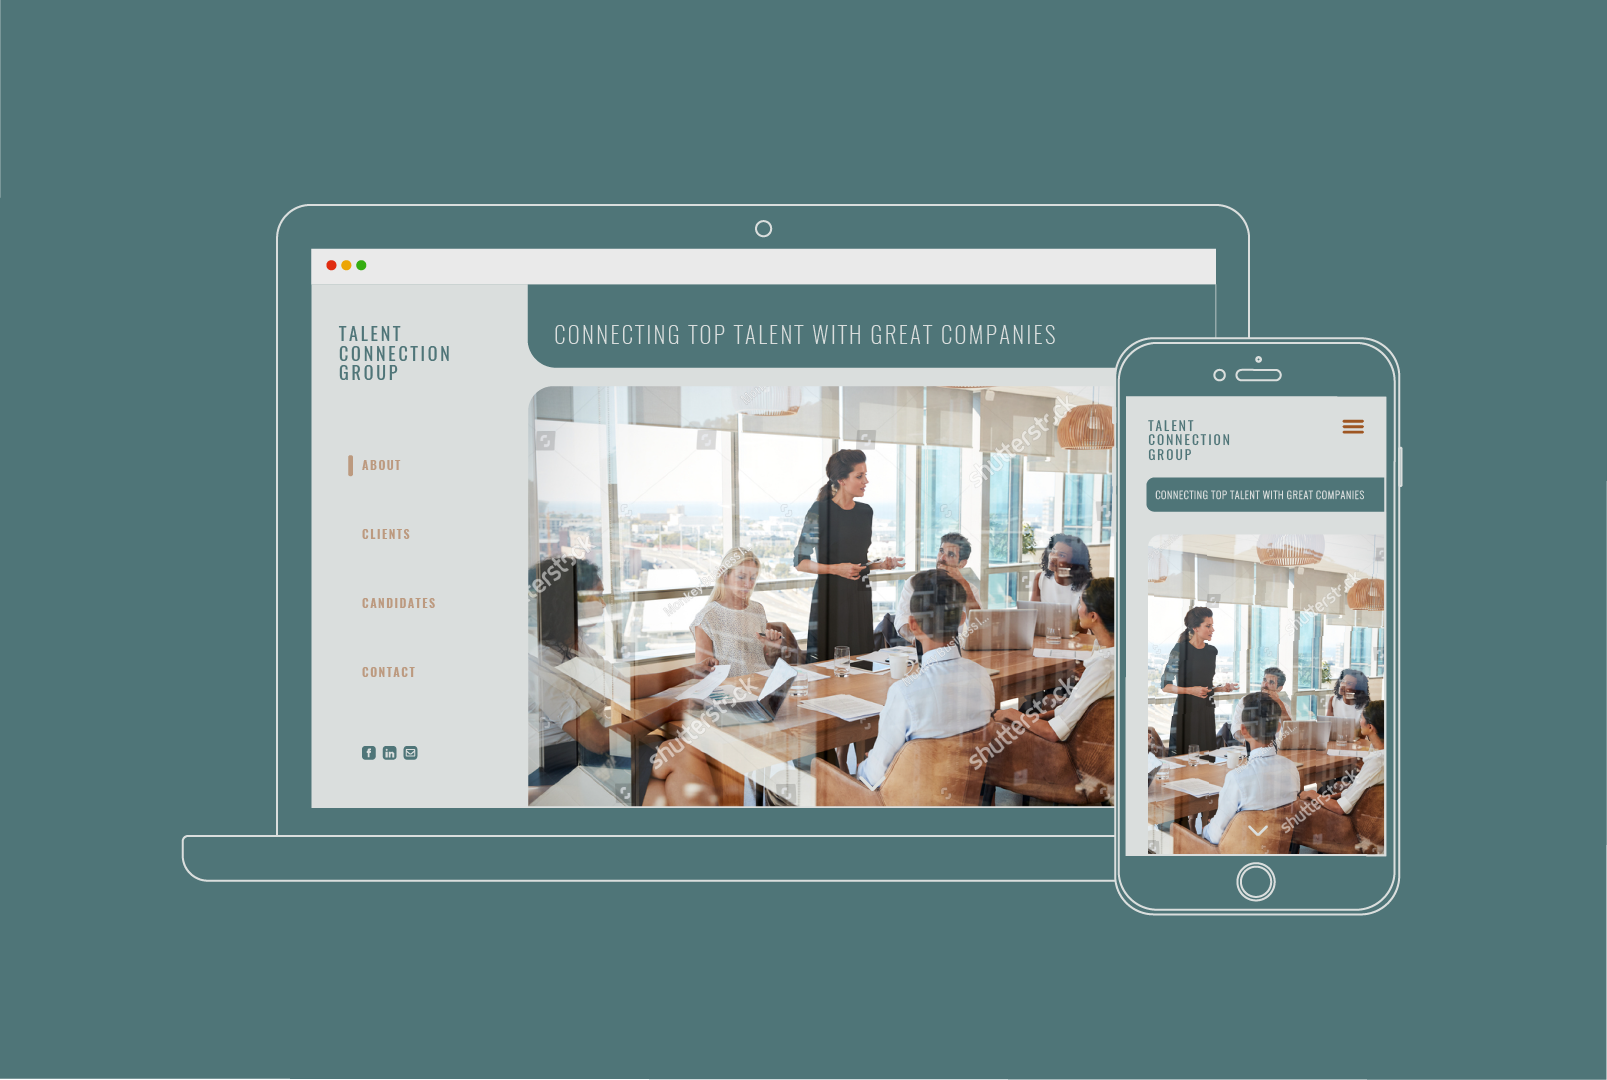 TALENT
CONNECTION
GROUP
CONNECTING TOP TALENT WITH GREAT COMPANIES
ABOUT
CLIENTS
CANDIDATES
CONTACT
shutterstock
shutterstock
shutterstock
TALENT
CONNECTION
GROUP
CONNECTING TOP TALENT WITH GREAT COMPANIES
shutterstock
shutterstock